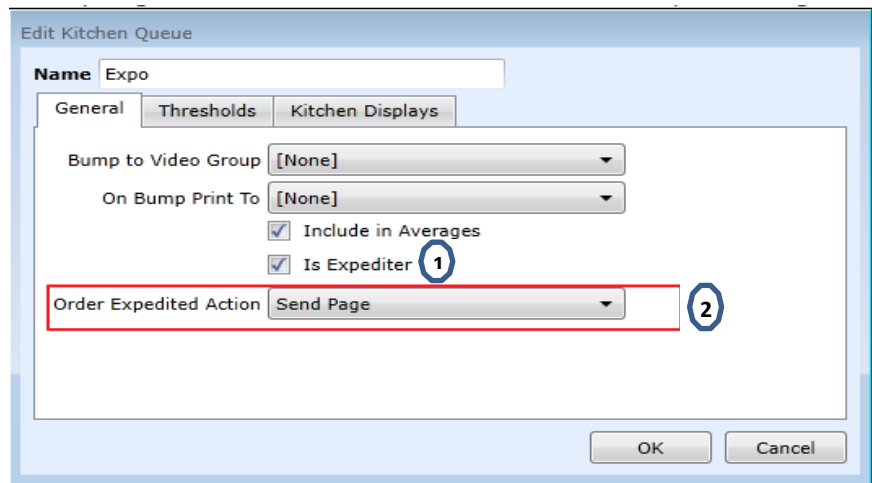 Edit Kitchen Queue
Name Expo
General Thresholds Kitchen Displays
Bump to Video Group [None]
On Bump Print To [None]
Include in Averages
Is Expediter 1
Order Expedited Action Send Page 2
OK Cancel